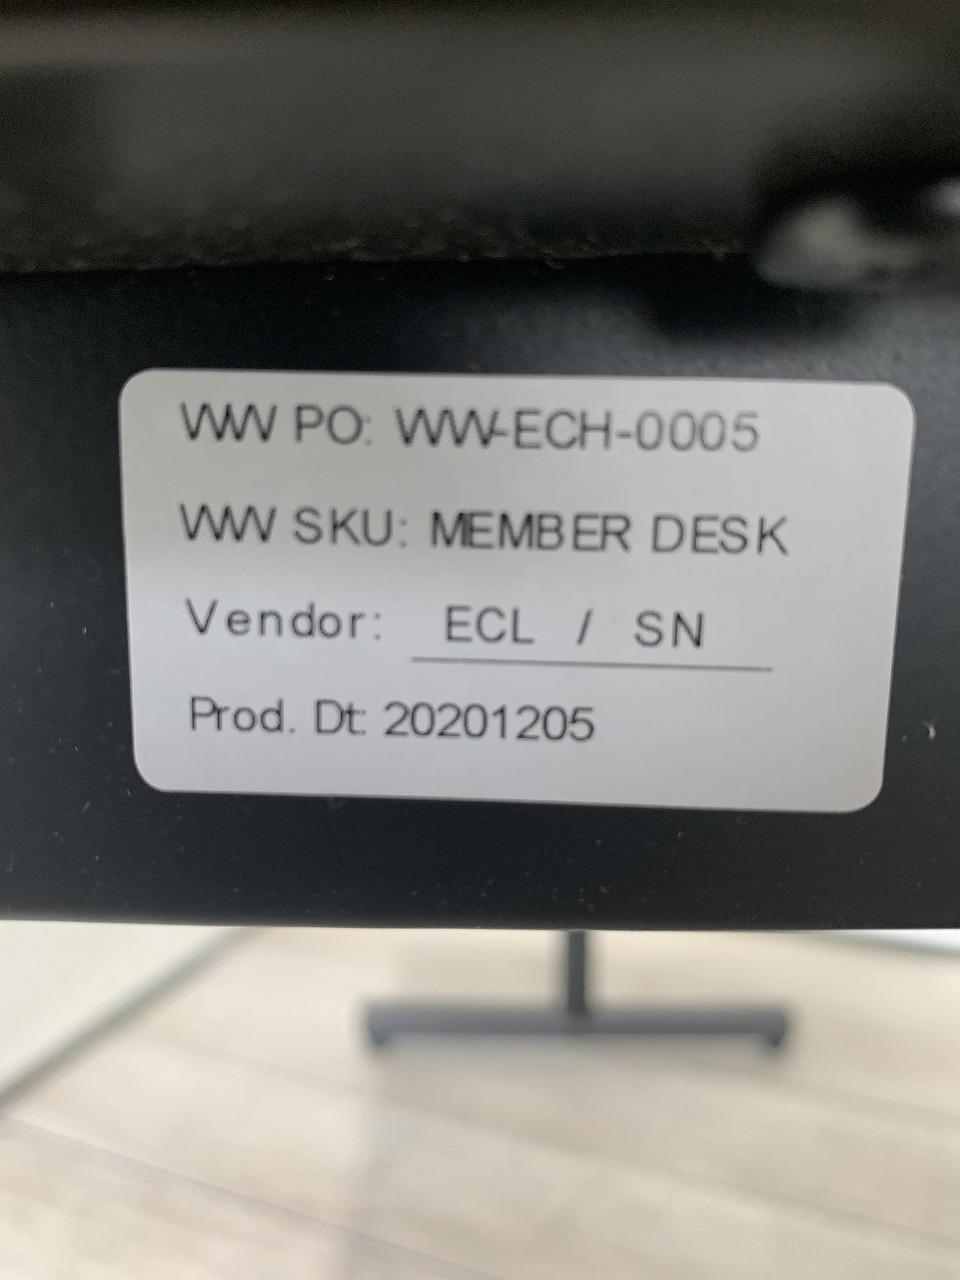 WW PO: WW-ECH-0005
WW SKU: MEMBER DESK
Vendor: ECL / SN
Prod. Dt: 20201205